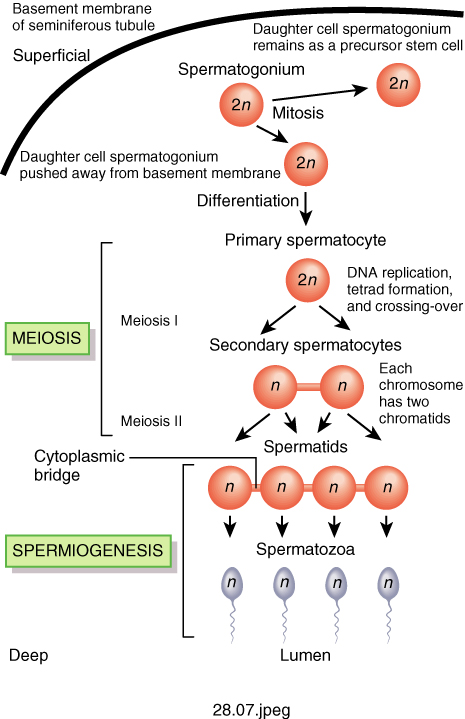 Basement membrane
of seminiferous tubule
Superficial
Daughter cell spermatogonium
remains as a precursor stem cell
Spermatogonium
2n
2n
Mitosis
Daughter cell spermatogonium
pushed away from basement membrane
2n
Differentiation
Primary spermatocyte
2n
DNA replication,
tetrad formation,
and crossing-over
MEIOSIS
Meiosis I
Secondary spermatocytes
n
n
Each
chromosome
has two
chromatids
Meiosis II
Spermatids
Cytoplasmic
bridge
n
n
n
n
SPERMIOGENESIS
Spermatozoa
n
n
n
n
Deep
Lumen
28.07.jpeg